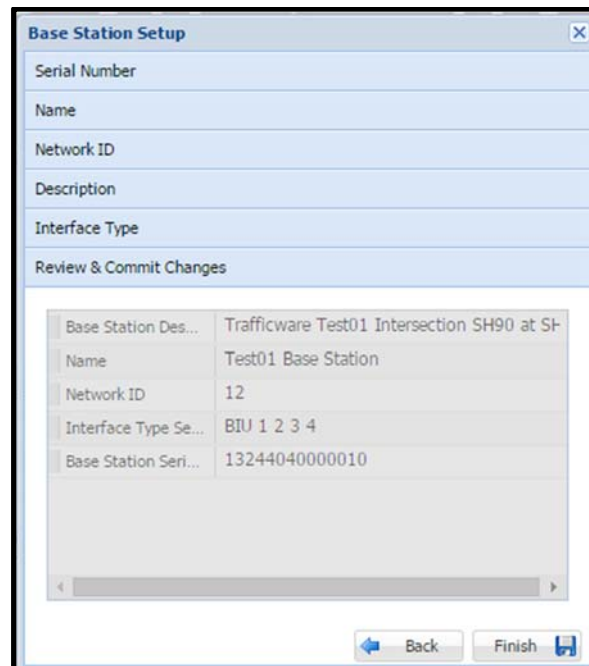 Base Station Setup
Serial Number
Name
Network ID
Description
Interface Type
Review & Commit Changes
Base Station Des... Trafficware Test01 Intersection SH90 at SH
Name Test01 Base Station
Network ID 12
Interface Type Se... BIU 1 2 3 4
Base Station Seri... 13244040000010
Back Finish